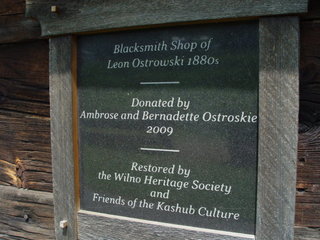 Blacksmith Shop of
Leon Ostrowski 1880s
Donated by
Ambrose and Bernadette Ostroskie
2009
Restored by
the Wilno Heritage Society
and
Friends of the Kashub Culture